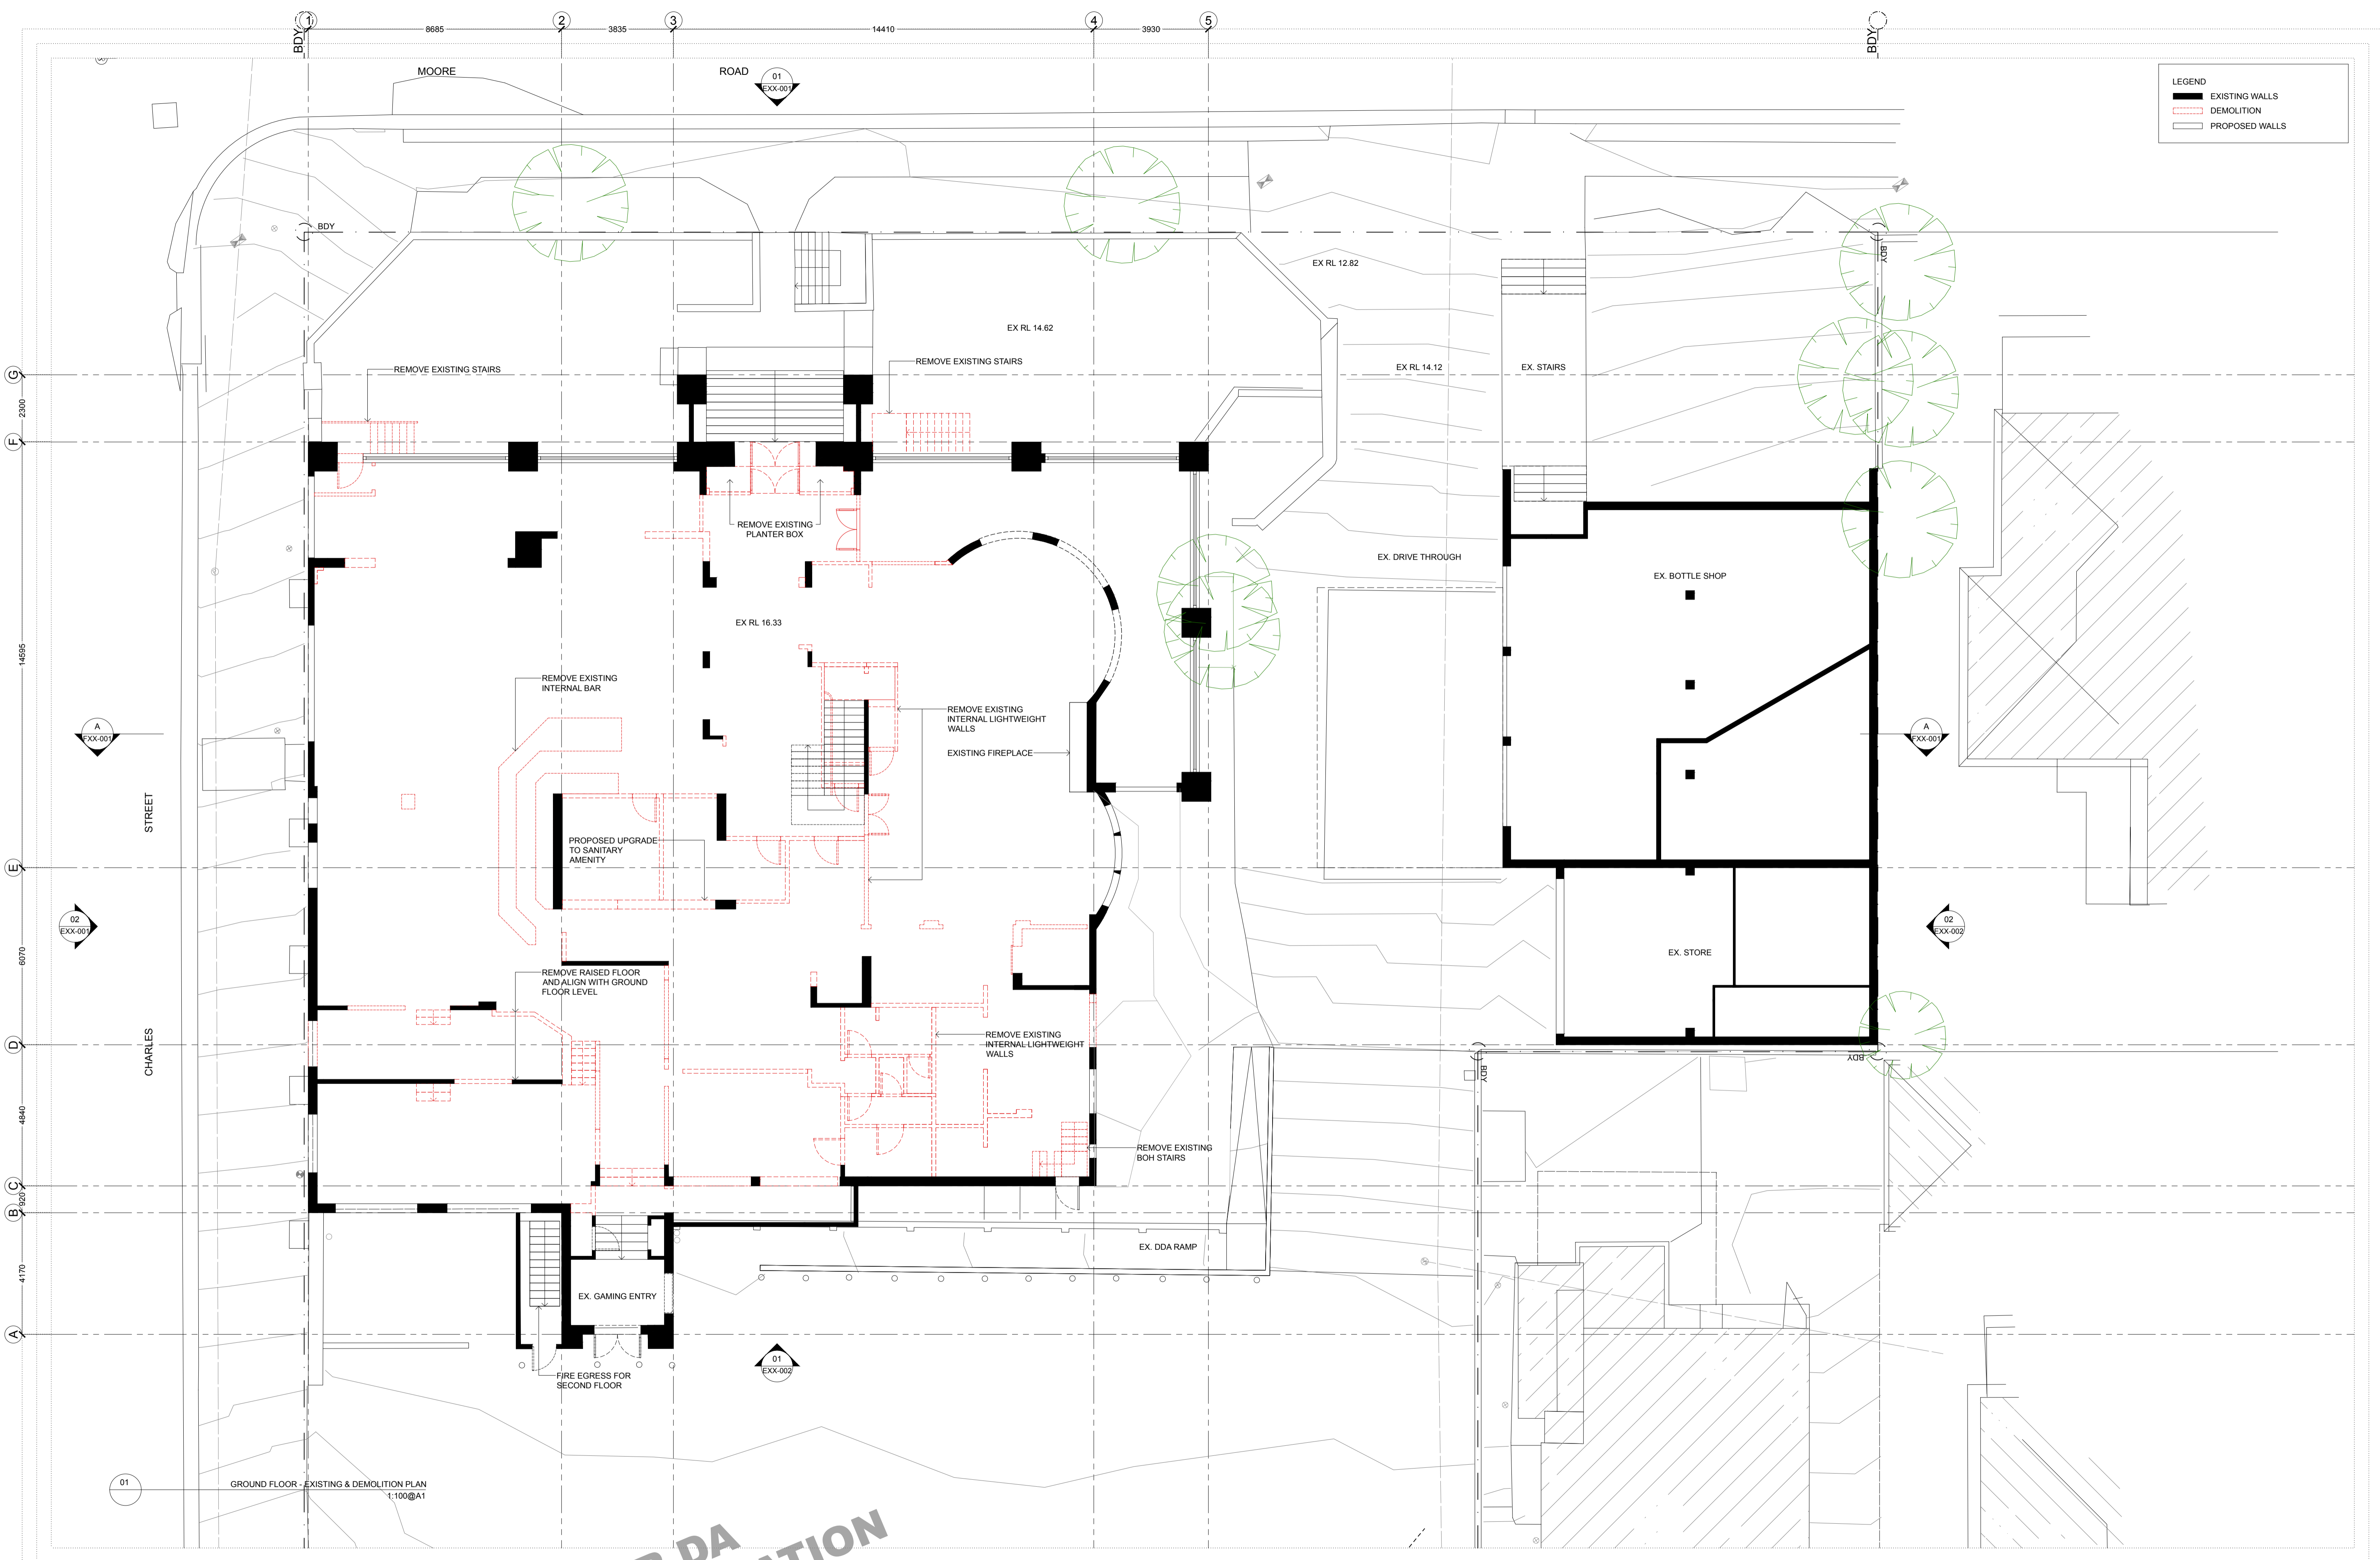 1
2
3
4
5
BDY
BDY
8685
3835
14410
3930
MOORE
ROAD
01
EXX-001
LEGEND
EXISTING WALLS
DEMOLITION
PROPOSED WALLS
BDY
BDY
EX RL 12.82
EX RL 14.62
REMOVE EXISTING STAIRS
REMOVE EXISTING STAIRS
EX RL 14.12
EX. STAIRS
G
2300
F
REMOVE EXISTING
PLANTER BOX
EX. DRIVE THROUGH
EX. BOTTLE SHOP
EX RL 16.33
14595
REMOVE EXISTING
INTERNAL BAR
REMOVE EXISTING
INTERNAL LIGHTWEIGHT
WALLS
EXISTING FIREPLACE
A
FXX-001
A
FXX-001
STREET
PROPOSED UPGRADE
TO SANITARY
AMENITY
E
02
EXX-001
02
EXX-002
6070
EX. STORE
REMOVE RAISED FLOOR
AND ALIGN WITH GROUND
FLOOR LEVEL
REMOVE EXISTING
INTERNAL LIGHTWEIGHT
WALLS
D
CHARLES
BDY
BDY
4840
REMOVE EXISTING
BOH STAIRS
C
920
B
EX. DDA RAMP
4170
EX. GAMING ENTRY
A
01
EXX-002
FIRE EGRESS FOR
SECOND FLOOR
01
GROUND FLOOR - EXISTING & DEMOLITION PLAN
1:100@A1
DA